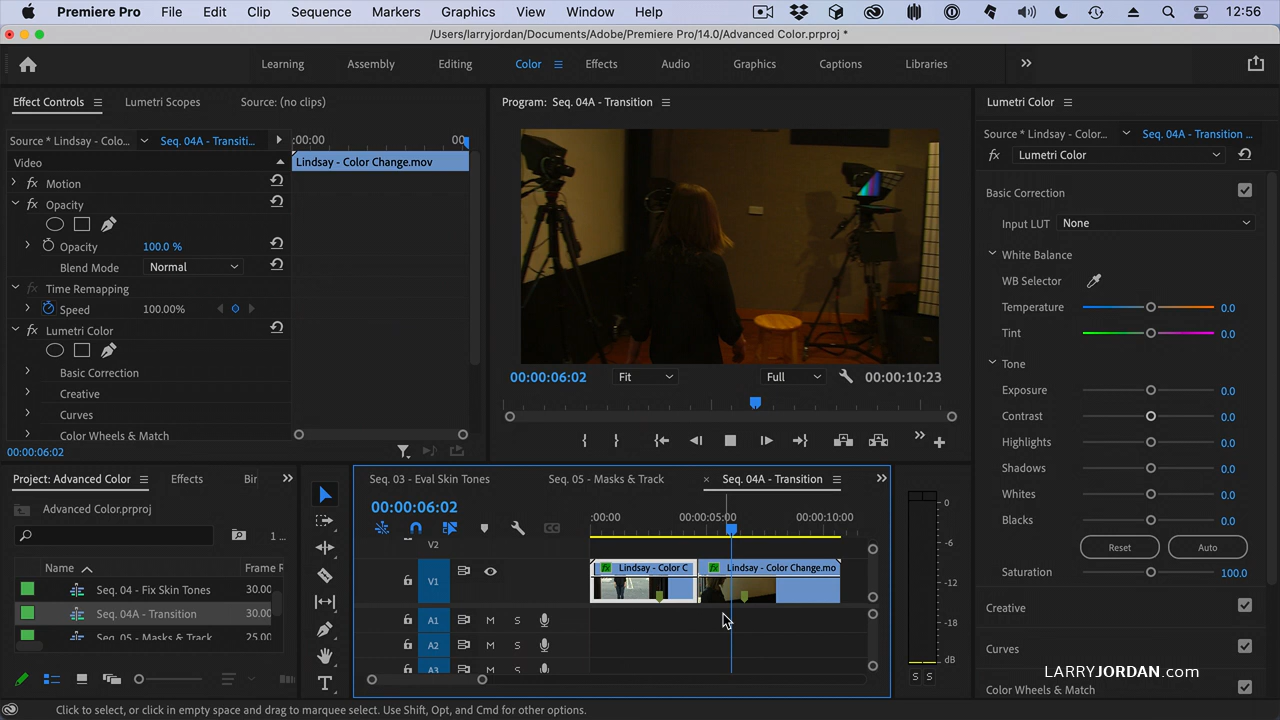 Premiere Pro File Edit Clip Sequence Markers Graphics View Window Help 12:56
/Users/larryjordan/Documents/Adobe/Premiere Pro/14.0/Advanced Color.prproj *
Learning Assembly Editing Color Effects Audio Graphics Captions Libraries
Effect Controls Lumetri Scopes Source: (no clips)
Source * Lindsay - Colo... Seq. 04A - Transiti...
:00:00 00
Video
Lindsay - Color Change.mov
fx Motion
fx Opacity
Opacity 100.0 %
Blend Mode Normal
Time Remapping
Speed 100.00%
fx Lumetri Color
Basic Correction
Creative
Curves
Color Wheels & Match
00:00:06:02
Program: Seq. 04A - Transition
00:00:06:02 Fit Full 00:00:10:23
Lumetri Color
Source * Lindsay - Color... Seq. 04A - Transition ...
fx Lumetri Color
Basic Correction
Input LUT None
White Balance
WB Selector
Temperature 0.0
Tint 0.0
Tone
Exposure 0.0
Contrast 0.0
Highlights 0.0
Shadows 0.0
Whites 0.0
Blacks 0.0
Reset Auto
Saturation 100.0
Creative
Curves
Color Wheels & Match
Project: Advanced Color Effects Bir
Advanced Color.prproj
1 ...
Name Frame R
Seq. 04 - Fix Skin Tones 30.00
Seq. 04A - Transition 30.00
Seq. 05 - Masks & Track 25.00
Seq. 03 - Eval Skin Tones Seq. 05 - Masks & Track × Seq. 04A - Transition
00:00:06:02
:00:00 00:00:05:00 00:00:10:00
V2
V1
fx Lindsay - Color C fx Lindsay - Color Change.mo
A1 M S
A2 M S
A3
0
-6
-12
-18
dB
S S
LARRYJORDAN.com
Click to select, or click in empty space and drag to marquee select. Use Shift, Opt, and Cmd for other options.